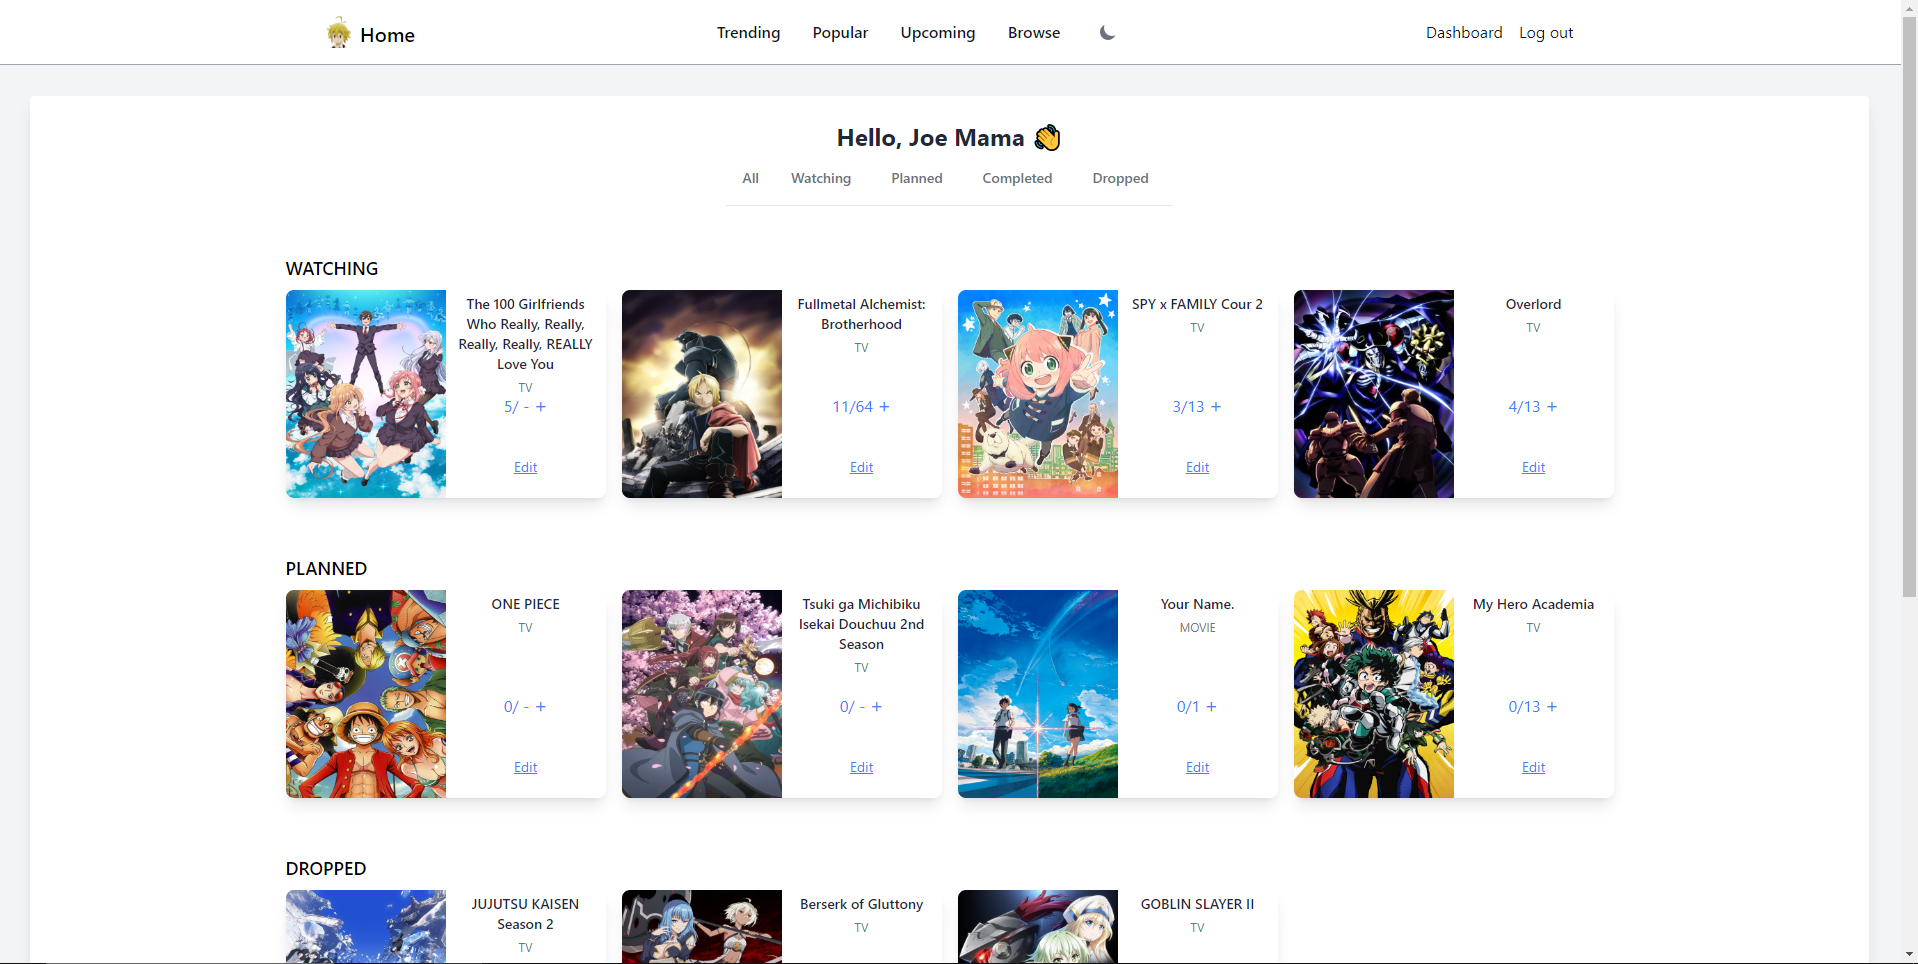 Home
Trending
Popular
Upcoming
Browse
Dashboard
Log out
Hello, Joe Mama 👋
All
Watching
Planned
Completed
Dropped
WATCHING
The 100 Girlfriends
Who Really, Really,
Really, Really, REALLY
Love You
TV
5/ - +
Edit
Fullmetal Alchemist:
Brotherhood
TV
11/64 +
Edit
SPY x FAMILY Cour 2
TV
3/13 +
Edit
Overlord
TV
4/13 +
Edit
PLANNED
ONE PIECE
TV
0/ - +
Edit
Tsuki ga Michibiku
Isekai Douchuu 2nd
Season
TV
0/ - +
Edit
Your Name.
MOVIE
0/1 +
Edit
My Hero Academia
TV
0/13 +
Edit
DROPPED
JUJUTSU KAISEN
Season 2
TV
Berserk of Gluttony
TV
GOBLIN SLAYER II
TV